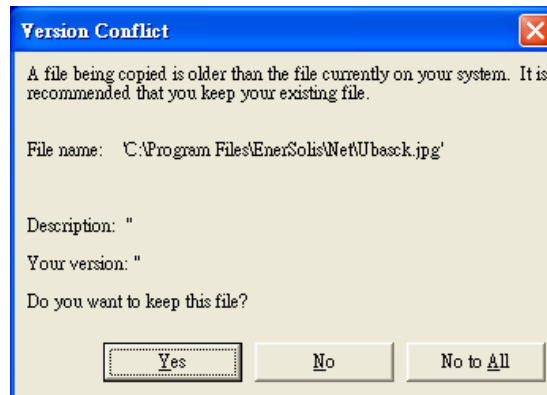 Version Conflict
A file being copied is older than the file currently on your system. It is
recommended that you keep your existing file.
File name: 'C:\Program Files\EnerSolis\Net\Ubasck.jpg'
Description: "
Your version: "
Do you want to keep this file?
Yes No No to All